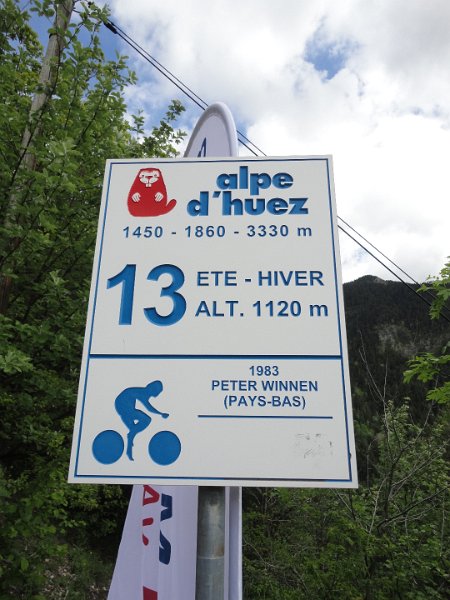 alpe
d'huez
1450 - 1860 - 3330 m
13
ETE - HIVER
ALT. 1120 m
1983
PETER WINNEN
(PAYS-BAS)